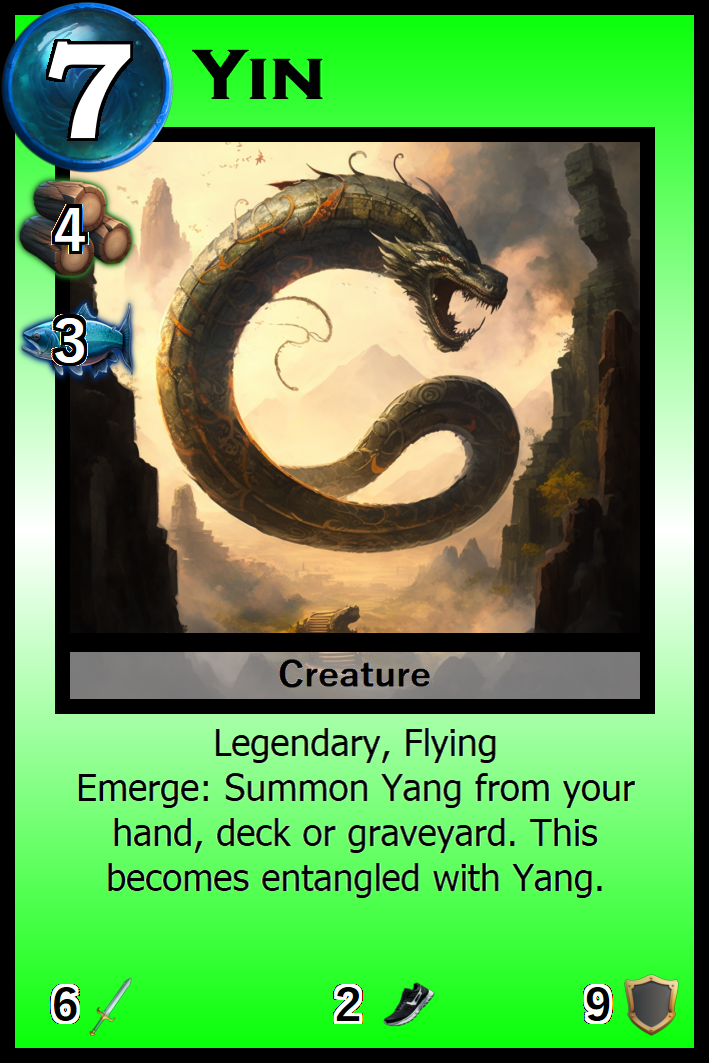 7
Yin
4
3
Creature
Legendary, Flying
Emerge: Summon Yang from your
hand, deck or graveyard. This
becomes entangled with Yang.
6
2
9